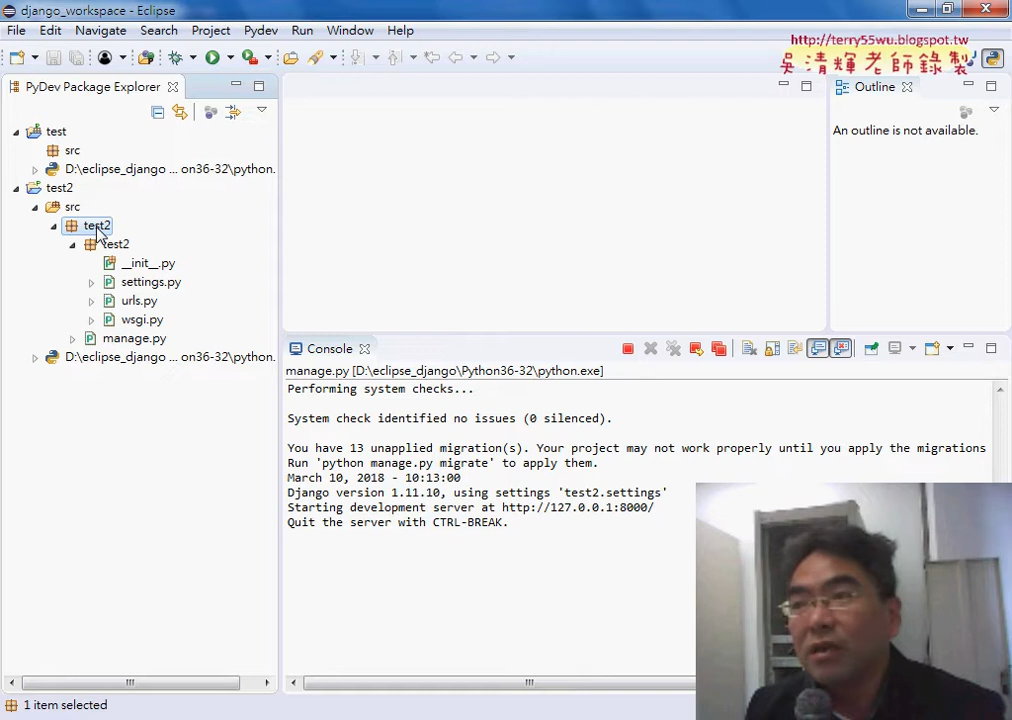 django_workspace - Eclipse
File Edit Navigate Search Project Pydev Run Window Help
http://terry55wu.blogspot.tw
吳清輝老師錄製
PyDev Package Explorer
test
src
D:\eclipse_django ... on36-32\python.
test2
src
test2
test2
__init__.py
settings.py
urls.py
wsgi.py
manage.py
D:\eclipse_django ... on36-32\python.
Outline
An outline is not available.
Console
manage.py [D:\eclipse_django\Python36-32\python.exe]
Performing system checks...
System check identified no issues (0 silenced).
You have 13 unapplied migration(s). Your project may not work properly until you apply the migrations
Run 'python manage.py migrate' to apply them.
March 10, 2018 - 10:13:00
Django version 1.11.10, using settings 'test2.settings'
Starting development server at http://127.0.0.1:8000/
Quit the server with CTRL-BREAK.
1 item selected